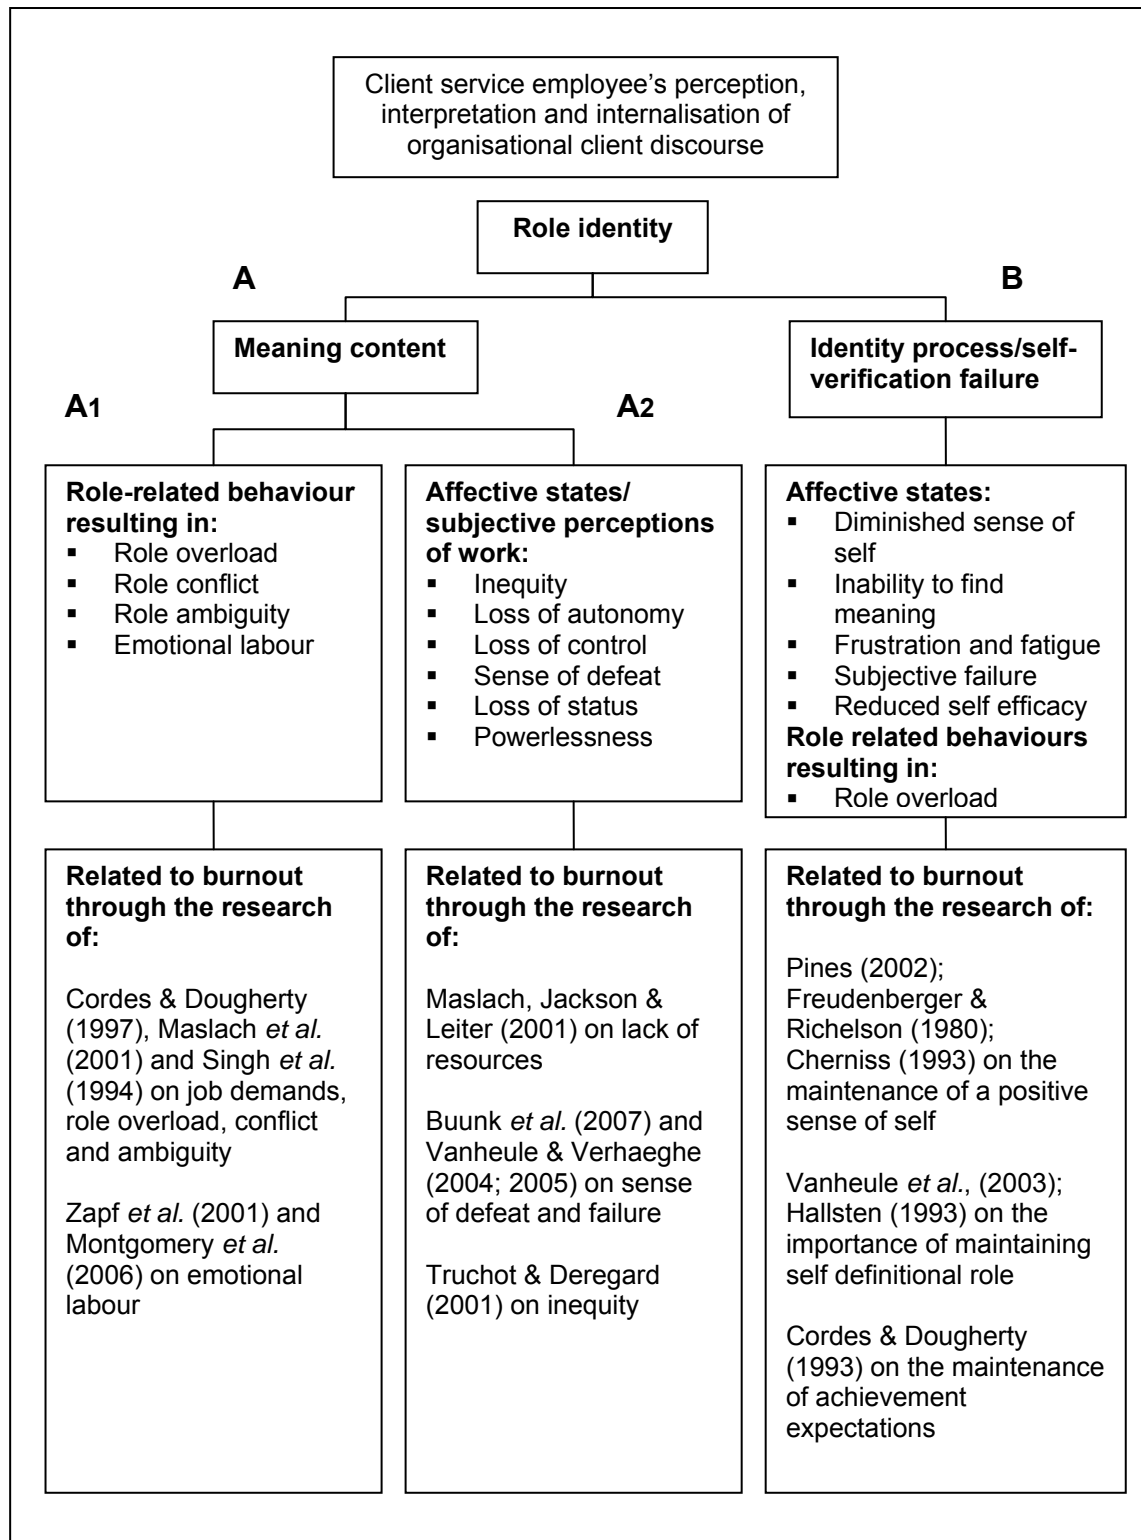 Client service employee’s perception,
interpretation and internalisation of
organisational client discourse
Role identity
A
B
Meaning content
Identity process/self-
verification failure
A1
A2
Role-related behaviour
resulting in:
▪ Role overload
▪ Role conflict
▪ Role ambiguity
▪ Emotional labour
Affective states/
subjective perceptions
of work:
▪ Inequity
▪ Loss of autonomy
▪ Loss of control
▪ Sense of defeat
▪ Loss of status
▪ Powerlessness
Affective states:
▪ Diminished sense of
self
▪ Inability to find
meaning
▪ Frustration and fatigue
▪ Subjective failure
▪ Reduced self efficacy
Role related behaviours
resulting in:
▪ Role overload
Related to burnout
through the research
of:
Cordes & Dougherty
(1997), Maslach et al.
(2001) and Singh et al.
(1994) on job demands,
role overload, conflict
and ambiguity
Zapf et al. (2001) and
Montgomery et al.
(2006) on emotional
labour
Related to burnout
through the research
of:
Maslach, Jackson &
Leiter (2001) on lack of
resources
Buunk et al. (2007) and
Vanheule & Verhaeghe
(2004; 2005) on sense
of defeat and failure
Truchot & Deregard
(2001) on inequity
Related to burnout
through the research of:
Pines (2002);
Freudenberger &
Richelson (1980);
Cherniss (1993) on the
maintenance of a positive
sense of self
Vanheule et al., (2003);
Hallsten (1993) on the
importance of maintaining
self definitional role
Cordes & Dougherty
(1993) on the maintenance
of achievement
expectations